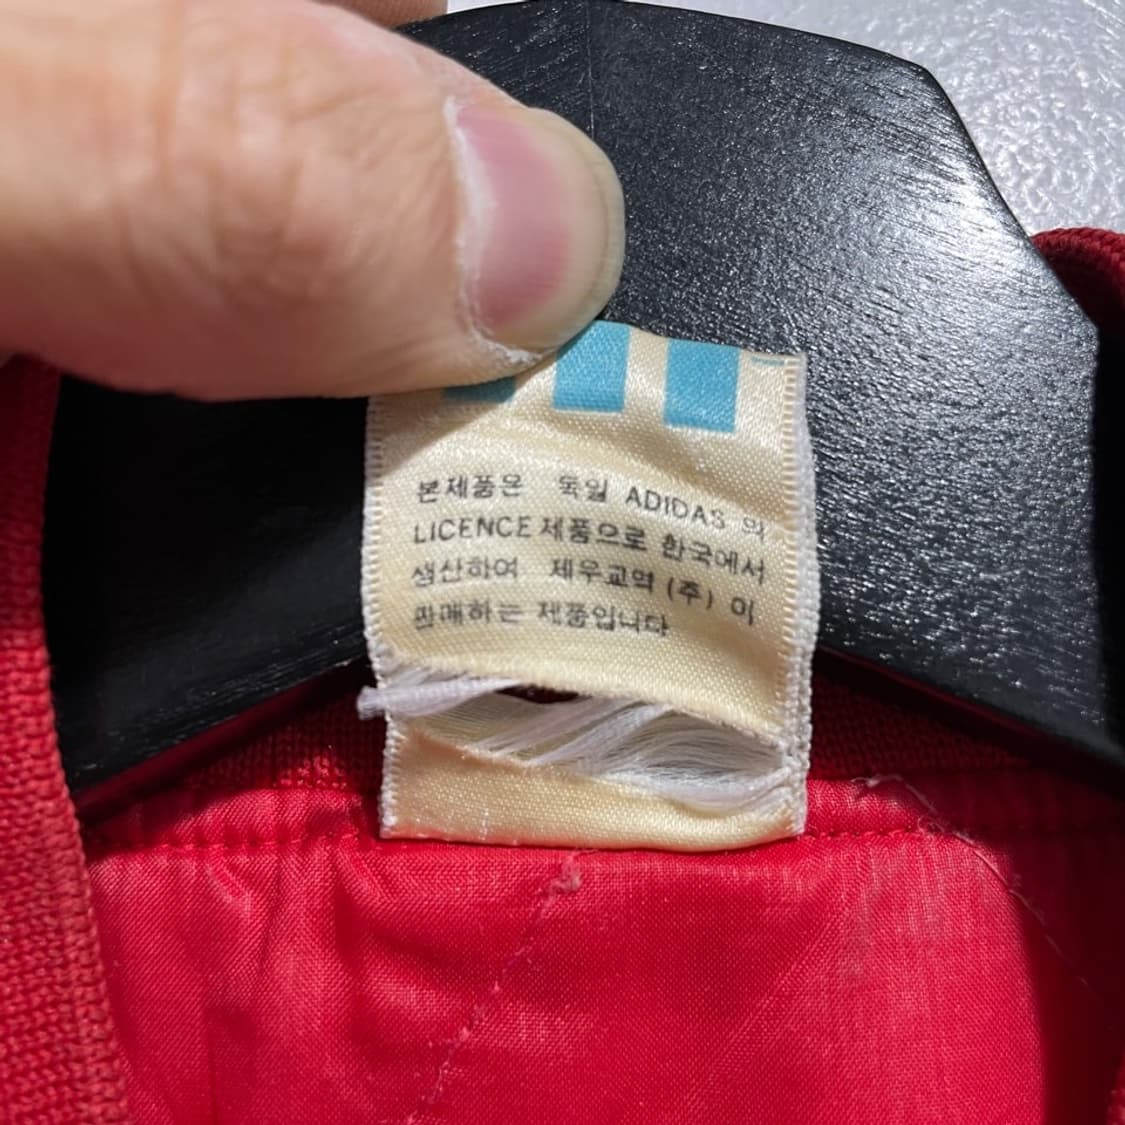 본제품은 독일 ADIDAS 의
LICENCE 제품으로 한국에서
생산하여 제우교역 (주) 이
판매하는 제품입니다